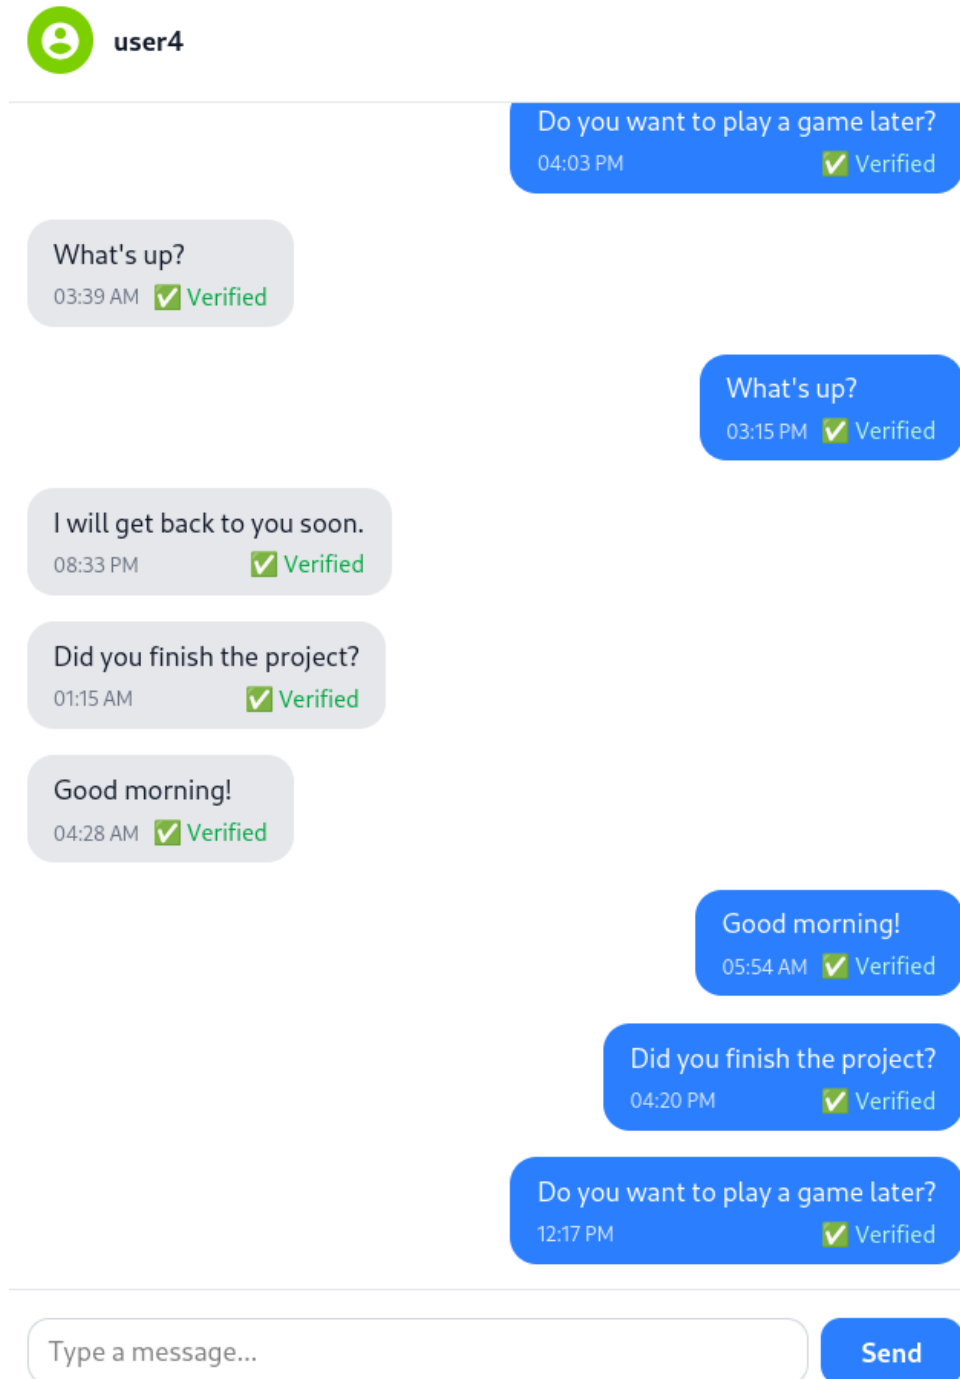 user4
Do you want to play a game later?
04:03 PM ✅ Verified
What's up?
03:39 AM ✅ Verified
What's up?
03:15 PM ✅ Verified
I will get back to you soon.
08:33 PM ✅ Verified
Did you finish the project?
01:15 AM ✅ Verified
Good morning!
04:28 AM ✅ Verified
Good morning!
05:54 AM ✅ Verified
Did you finish the project?
04:20 PM ✅ Verified
Do you want to play a game later?
12:17 PM ✅ Verified
Type a message... Send